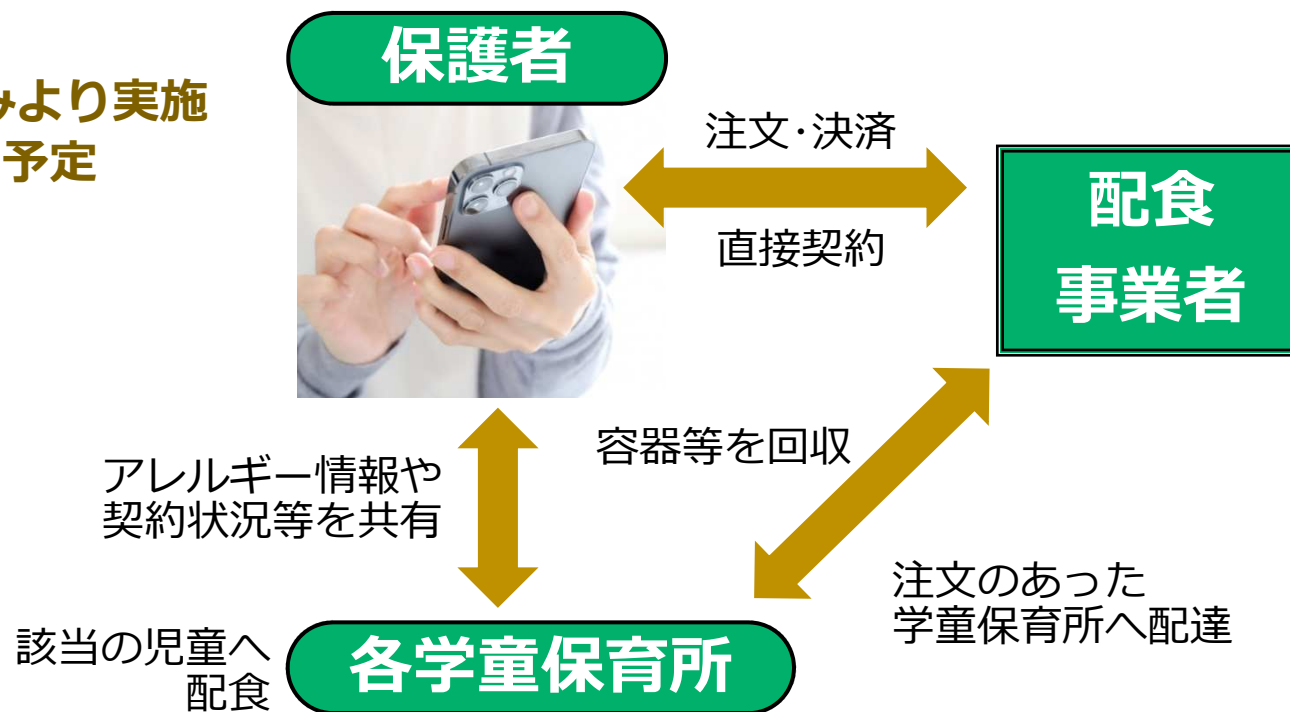 保護者
みより実施
予定
注文・決済
直接契約
配食
事業者
容器等を回収
アレルギー情報や
契約状況等を共有
注文のあった
学童保育所へ配達
該当の児童へ
配食
各学童保育所